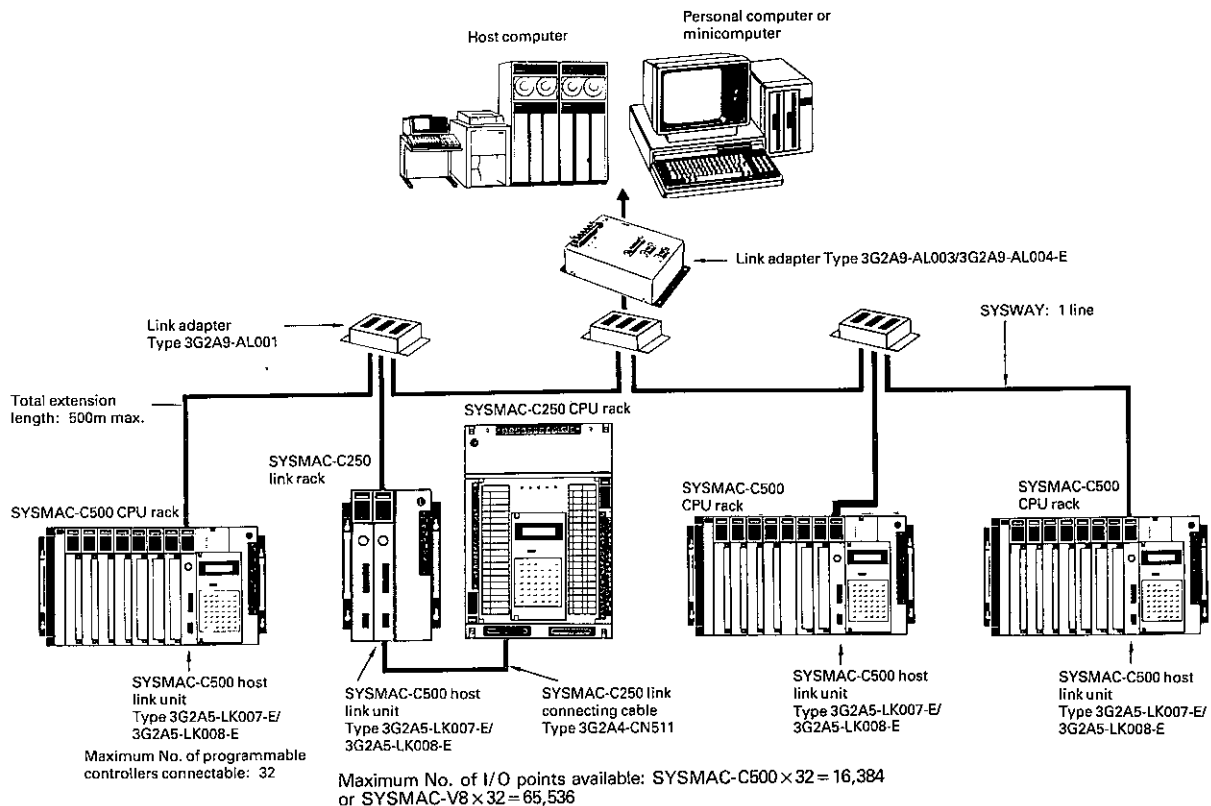 Host computer
Personal computer or
minicomputer
Link adapter Type 3G2A9-AL003/3G2A9-AL004-E
Link adapter
Type 3G2A9-AL001
SYSWAY: 1 line
Total extension
length: 500m max.
SYSMAC-C250 CPU rack
SYSMAC-C250
link rack
SYSMAC-C500 CPU rack
SYSMAC-C500
CPU rack
SYSMAC-C500
CPU rack
SYSMAC-C500 host
link unit
Type 3G2A5-LK007-E/
3G2A5-LK008-E
SYSMAC-C500 host
link unit
Type 3G2A5-LK007-E/
3G2A5-LK008-E
SYSMAC-C250 link
connecting cable
Type 3G2A4-CN511
SYSMAC-C500 host
link unit
Type 3G2A5-LK007-E/
3G2A5-LK008-E
SYSMAC-C500 host
link unit
Type 3G2A5-LK007-E/
3G2A5-LK008-E
Maximum No. of programmable
controllers connectable: 32
Maximum No. of I/O points available: SYSMAC-C500×32=16,384
or SYSMAC-V8×32=65,536